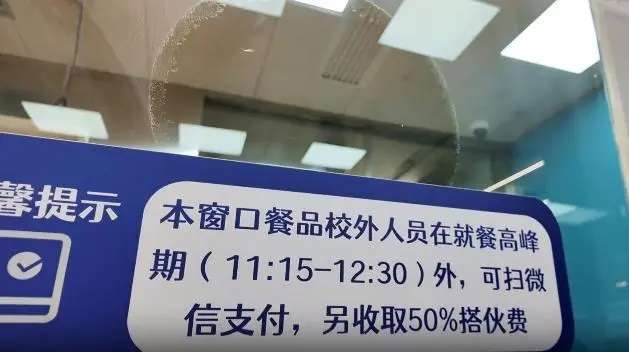 馨提示
本窗口餐品校外人员在就餐高峰
期（11:15-12:30）外，可扫微
信支付，另收取50%搭伙费